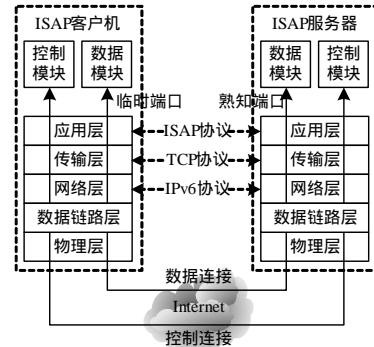 ISAP客户机 ISAP服务器
控制模块 数据模块 数据模块 控制模块
临时端口 熟知端口
应用层 ISAP协议 应用层
传输层 TCP协议 传输层
网络层 IPv6协议 网络层
数据链路层 数据链路层
物理层 物理层
数据连接
Internet
控制连接